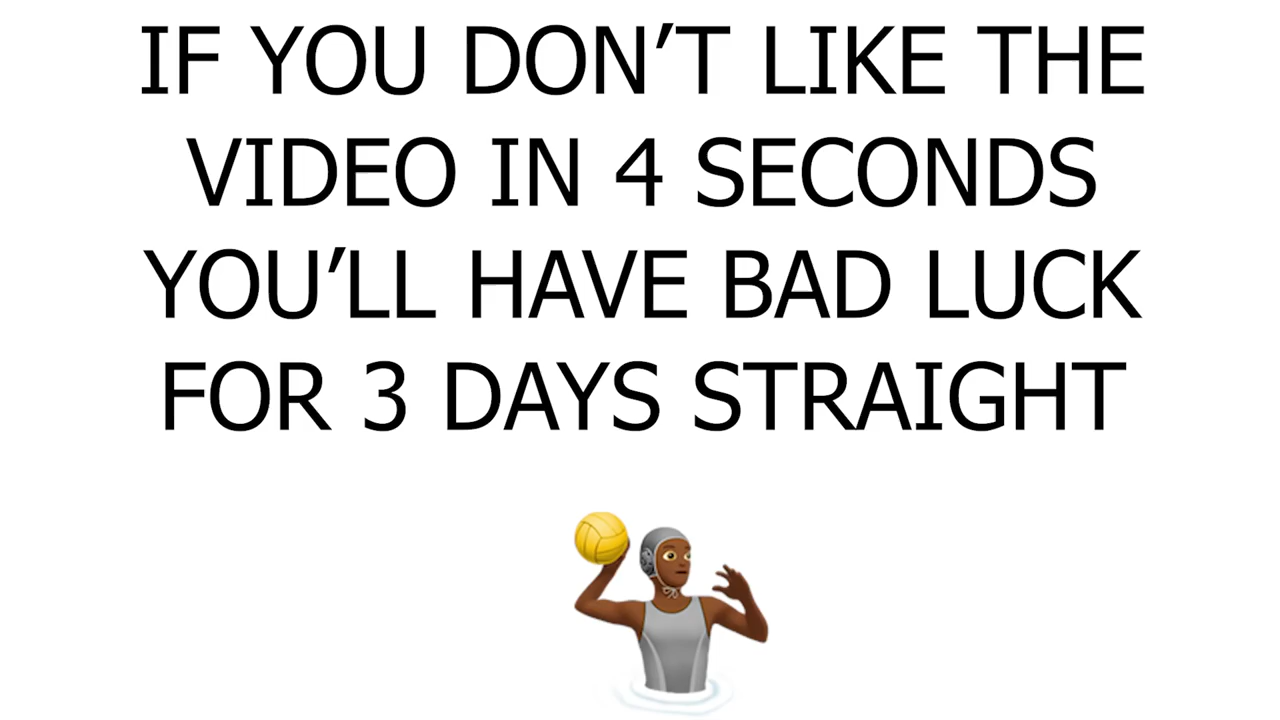 IF YOU DON’T LIKE THE
VIDEO IN 4 SECONDS
YOU’LL HAVE BAD LUCK
FOR 3 DAYS STRAIGHT